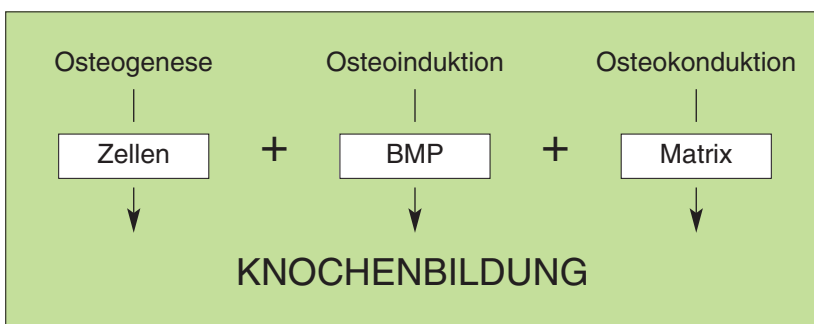 Osteogenese Osteoinduktion Osteokonduktion
Zellen + BMP + Matrix
KNOCHENBILDUNG